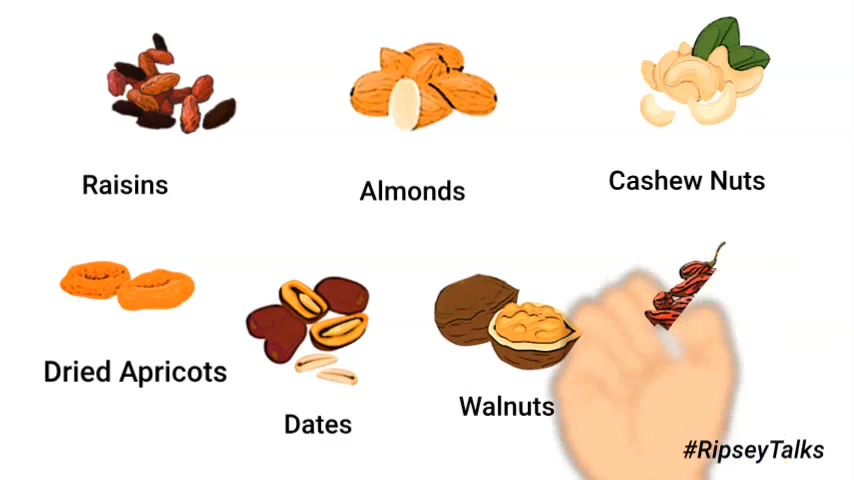 Raisins
Almonds
Cashew Nuts
Dried Apricots
Dates
Walnuts
#RipseyTalks